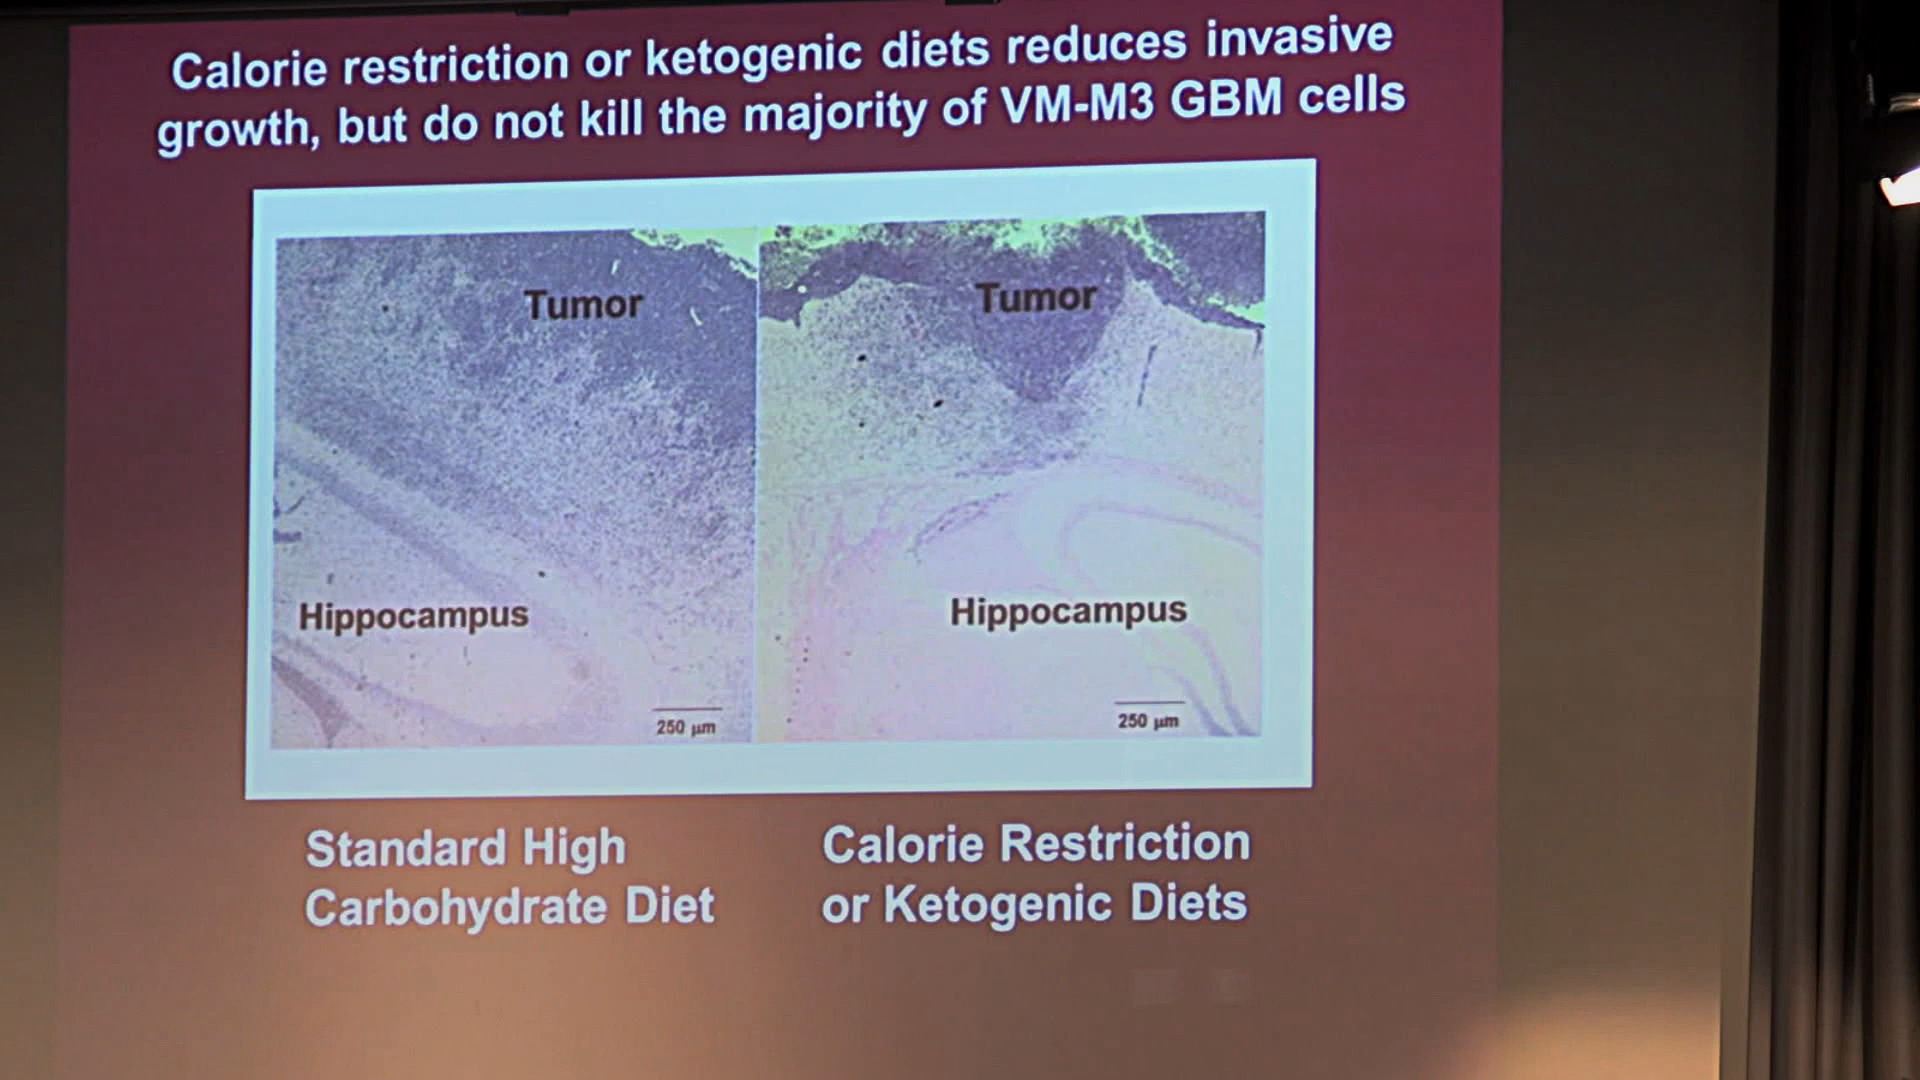 Calorie restriction or ketogenic diets reduces invasive
growth, but do not kill the majority of VM-M3 GBM cells
Tumor
Tumor
Hippocampus
Hippocampus
250 µm
250 µm
Standard High
Carbohydrate Diet
Calorie Restriction
or Ketogenic Diets